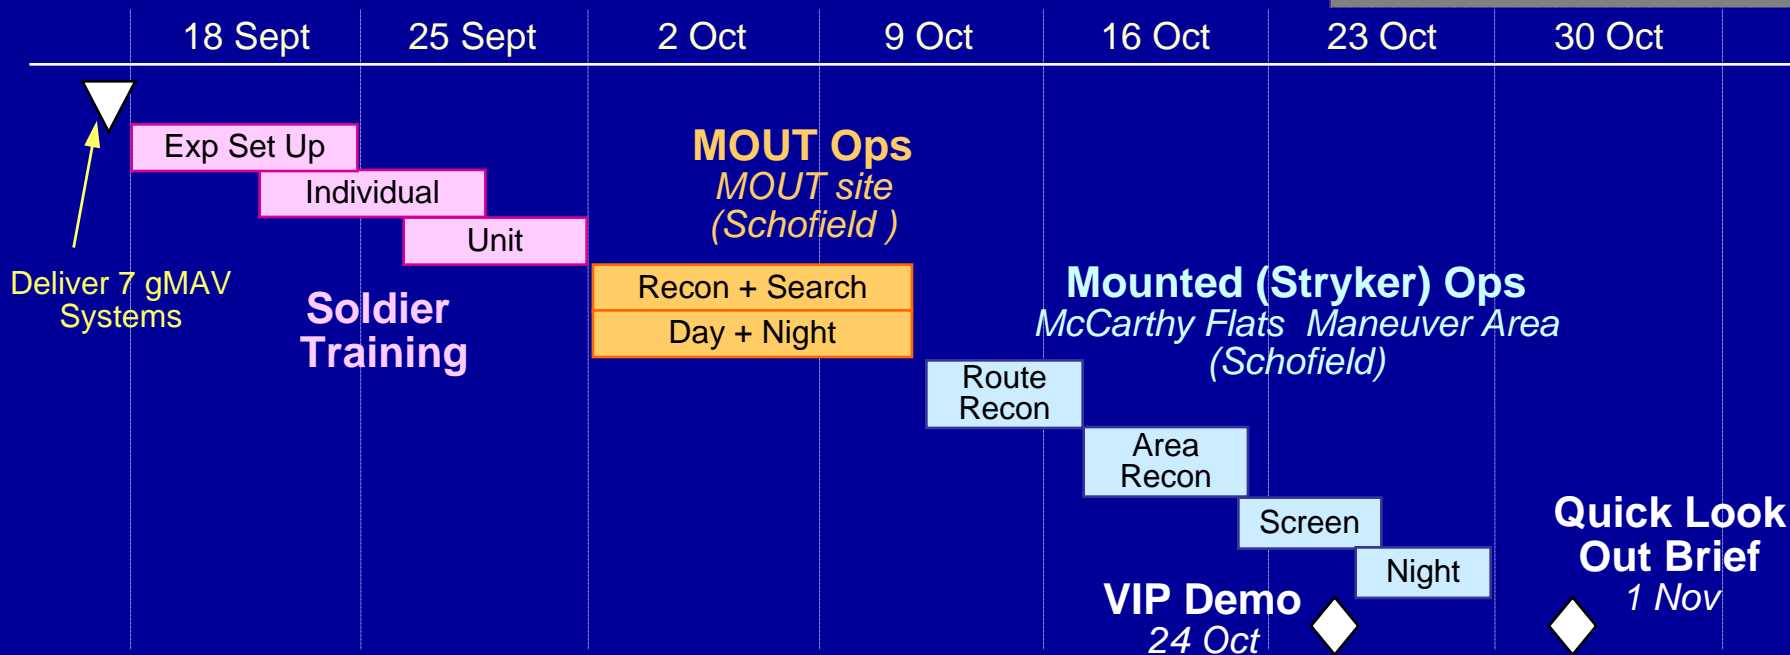 18 Sept
25 Sept
2 Oct
9 Oct
16 Oct
23 Oct
30 Oct
Exp Set Up
Individual
Unit
Deliver 7 gMAV
Systems
Soldier
Training
MOUT Ops
MOUT site
(Schofield )
Recon + Search
Day + Night
Mounted (Stryker) Ops
McCarthy Flats  Maneuver Area
(Schofield)
Route
Recon
Area
Recon
Screen
Night
VIP Demo
24 Oct
Quick Look
Out Brief
1 Nov